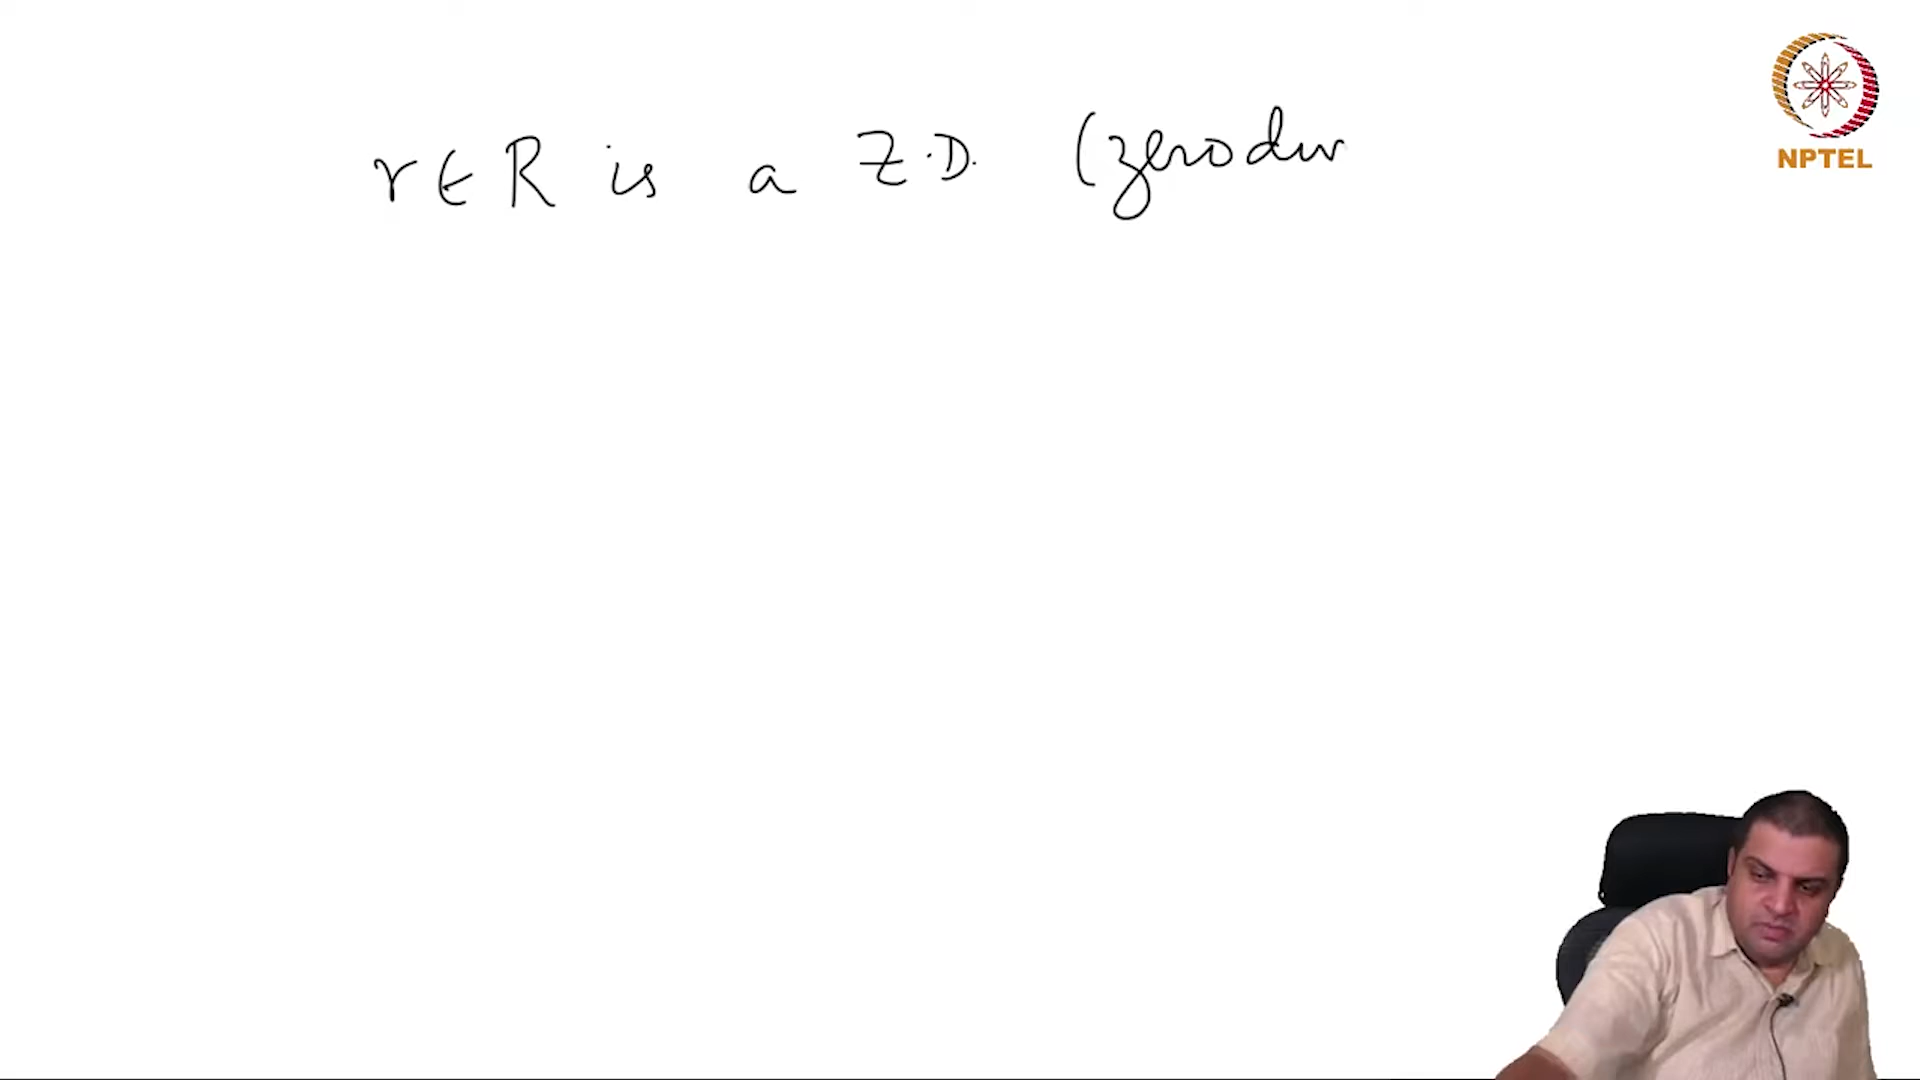 r ∈ R is a Z.D. (zerodiv
NPTEL